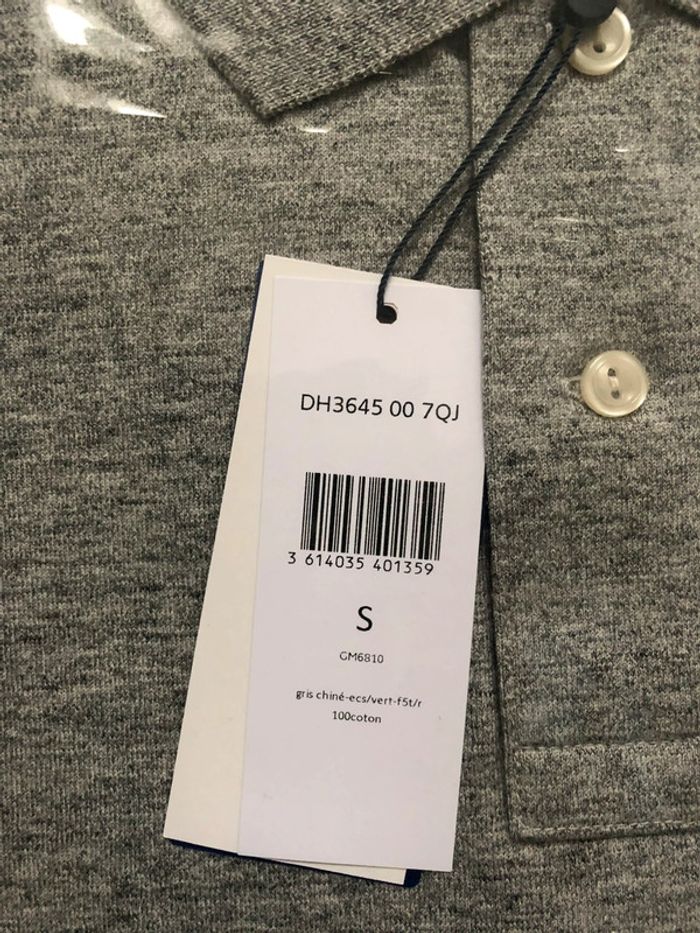 DH3645 00 7QJ
3 614035 401359
S
GM6810
gris chiné-ecs/vert-f5t/r
100coton